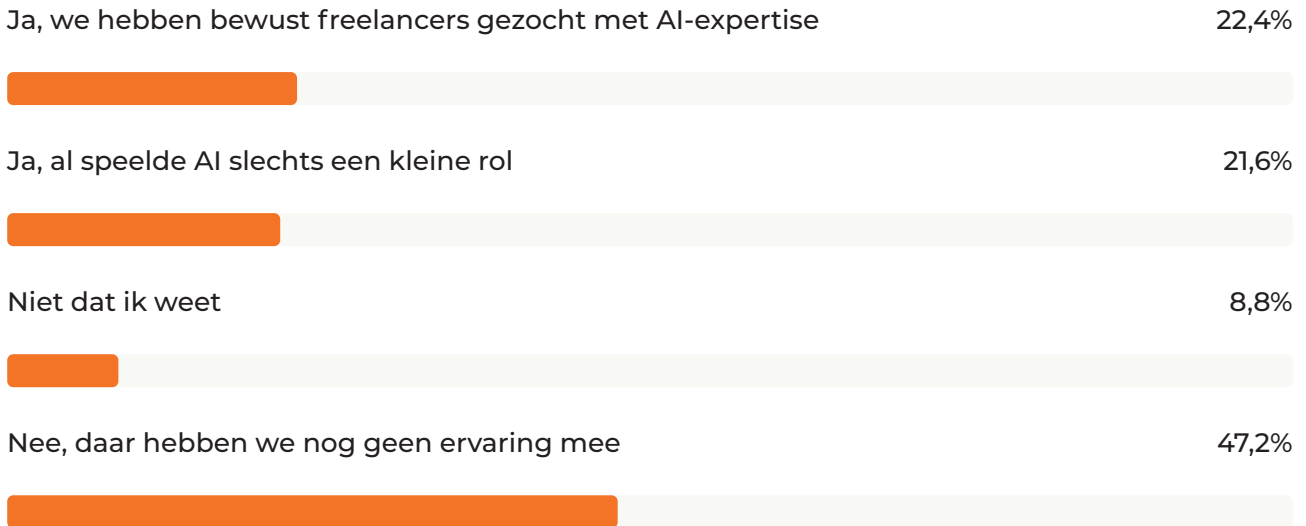 Ja, we hebben bewust freelancers gezocht met AI-expertise 22,4%
Ja, al speelde AI slechts een kleine rol 21,6%
Niet dat ik weet 8,8%
Nee, daar hebben we nog geen ervaring mee 47,2%